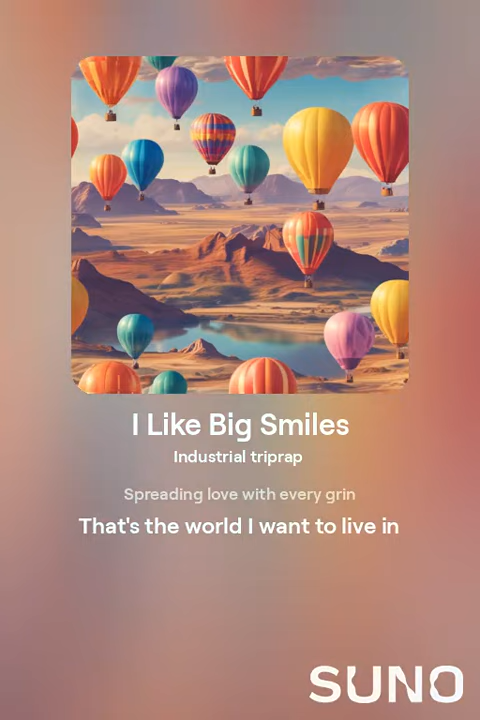 I Like Big Smiles
Industrial triprap
Spreading love with every grin
That's the world I want to live in
SUNO